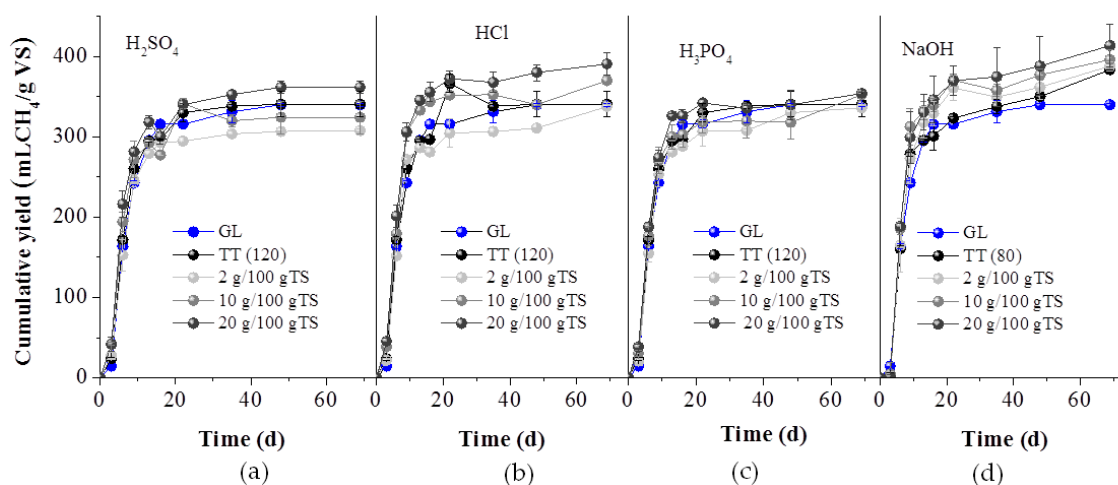 Cumulative yield (mLCH₄/g VS)
400
300
200
100
0
H₂SO₄
GL
TT (120)
2 g/100 gTS
10 g/100 gTS
20 g/100 gTS
0 20 40 60
Time (d)
(a)
HCl
GL
TT (120)
2 g/100 gTS
10 g/100 gTS
20 g/100 gTS
0 20 40 60
Time (d)
(b)
H₃PO₄
GL
TT (120)
2 g/100 gTS
10 g/100 gTS
20 g/100 gTS
0 20 40 60
Time (d)
(c)
NaOH
GL
TT (80)
2 g/100 gTS
10 g/100 gTS
20 g/100 gTS
0 20 40 60
Time (d)
(d)